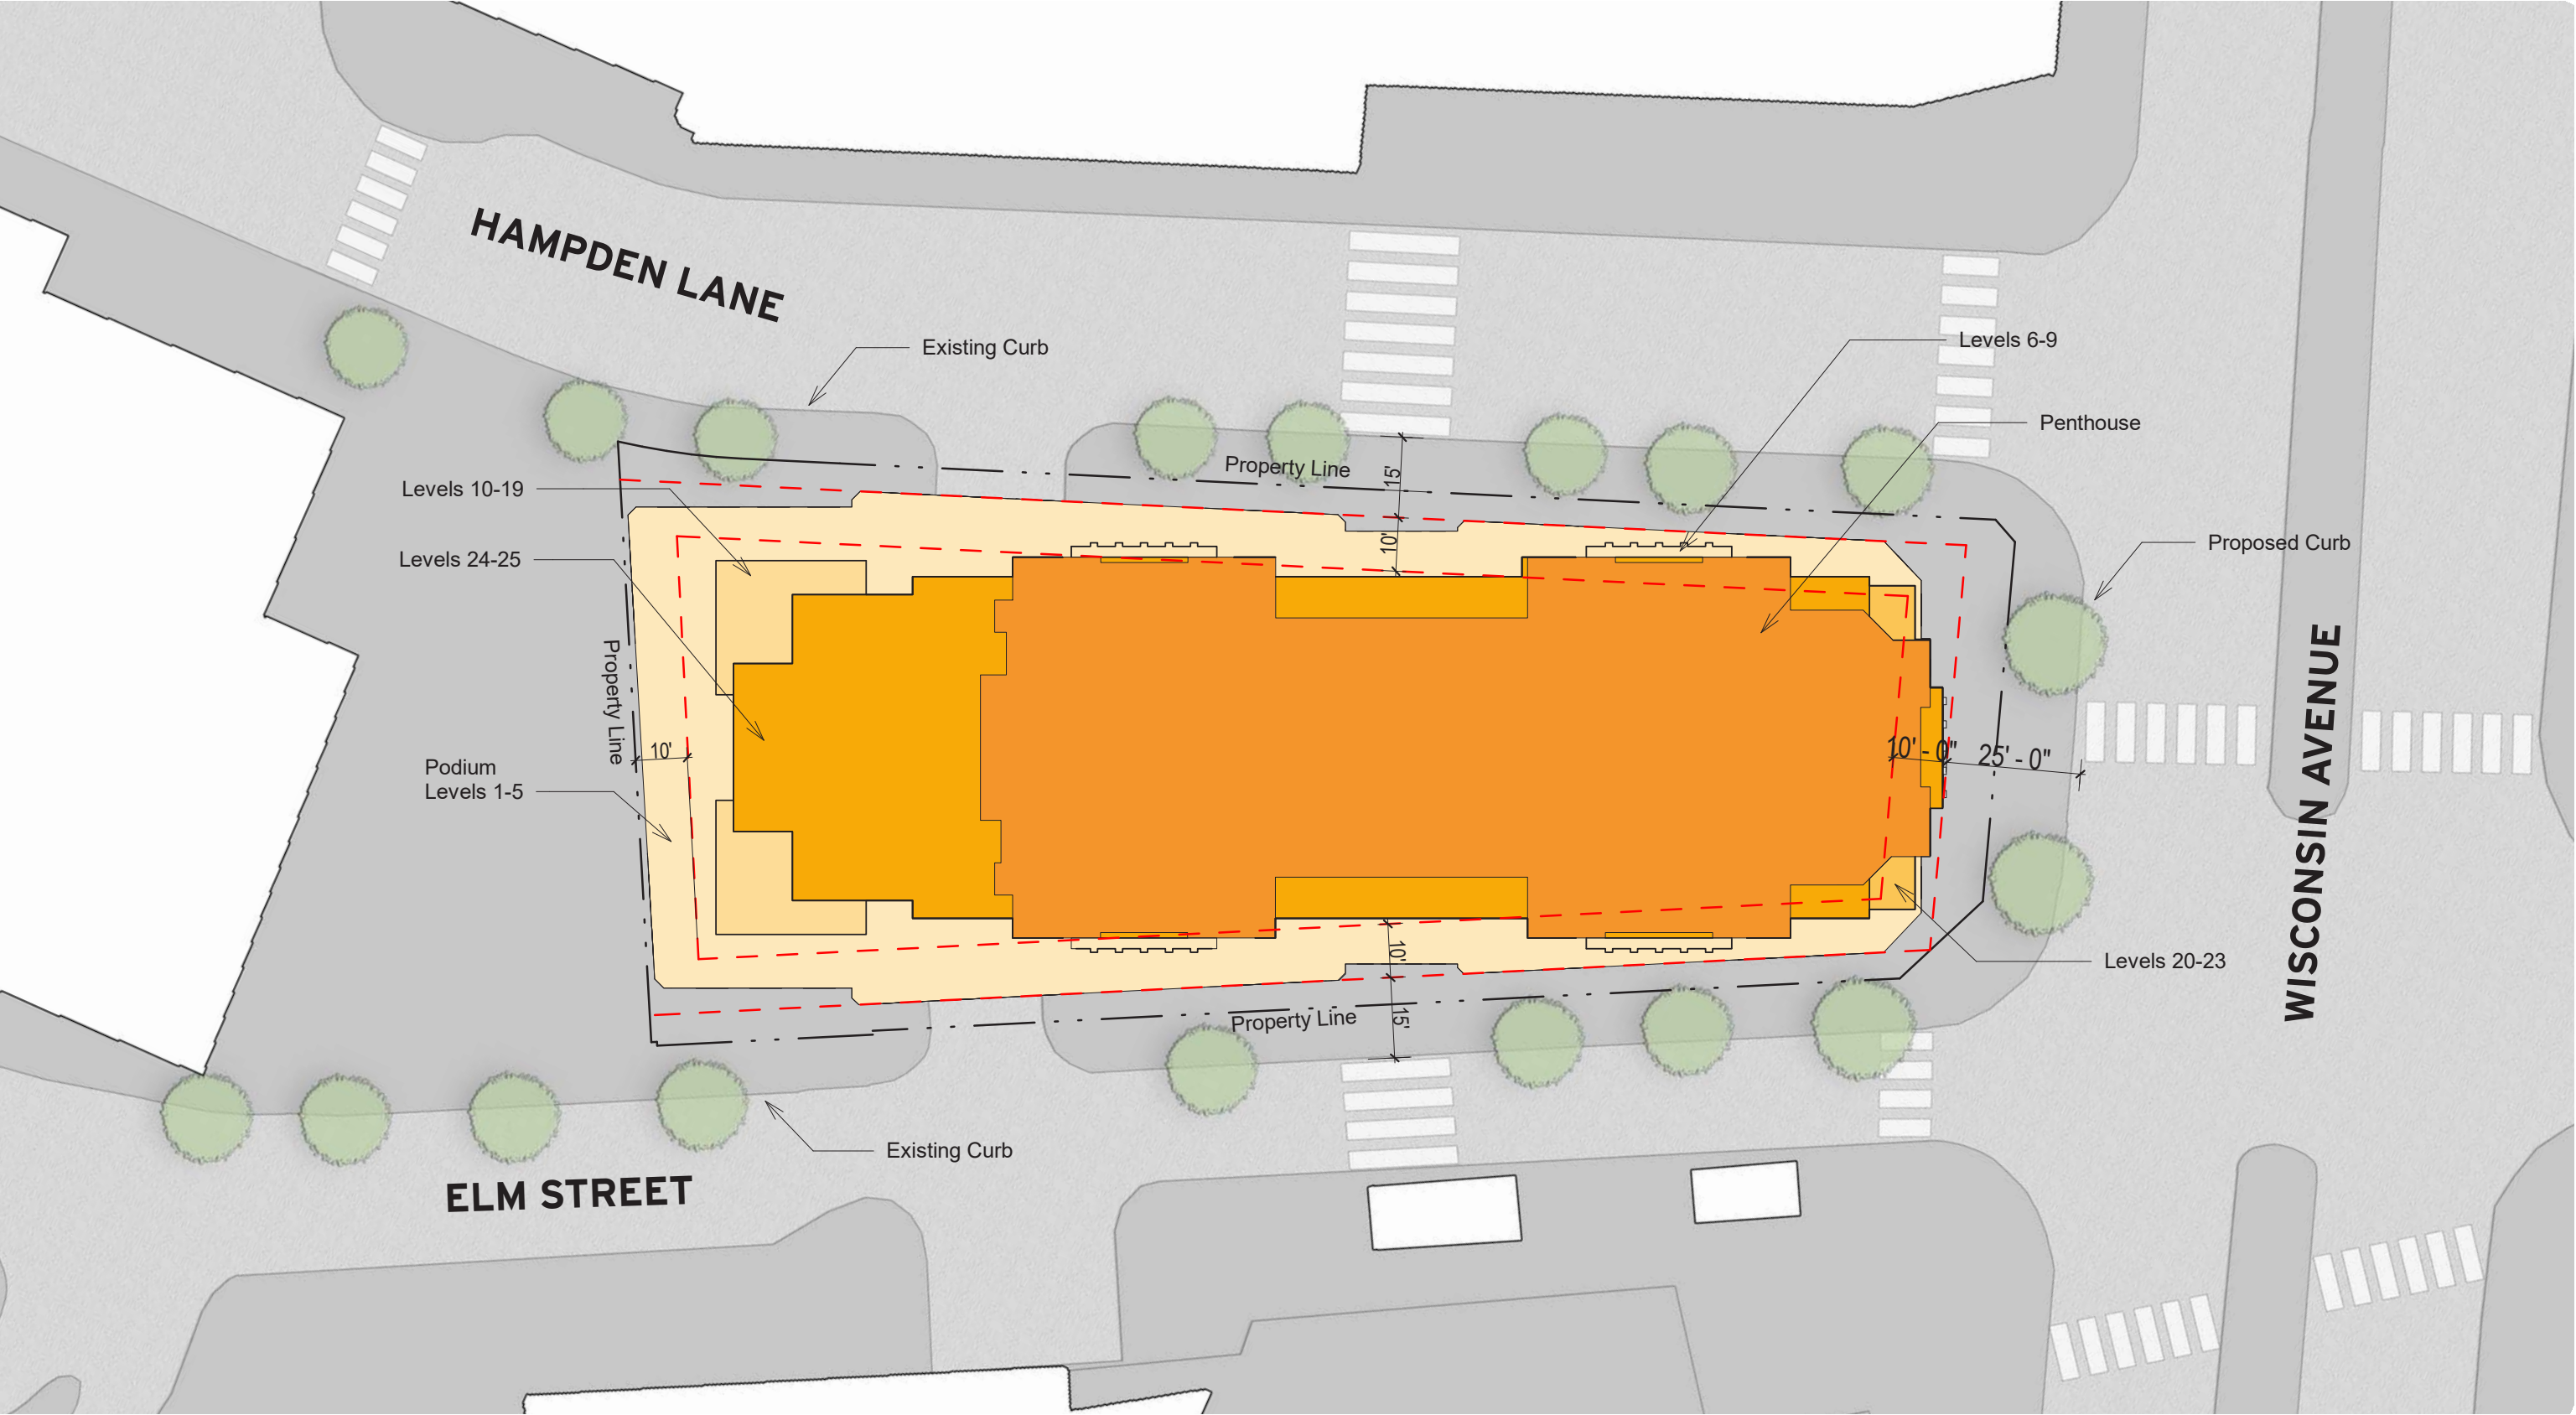 HAMPDEN LANE
Existing Curb
Levels 6-9
Penthouse
Property Line
15'
Levels 10-19
10'
Proposed Curb
Levels 24-25
Property Line
10'
10' - 0"
25' - 0"
WISCONSIN AVENUE
Podium
Levels 1-5
10'
Levels 20-23
Property Line
15'
Existing Curb
ELM STREET